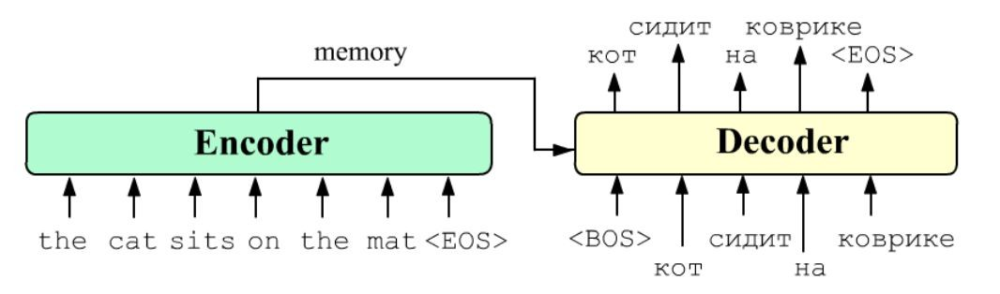 сидит коврике
memory кот на <EOS>
Encoder Decoder
the cat sits on the mat <EOS> <BOS> сидит коврике
кот на